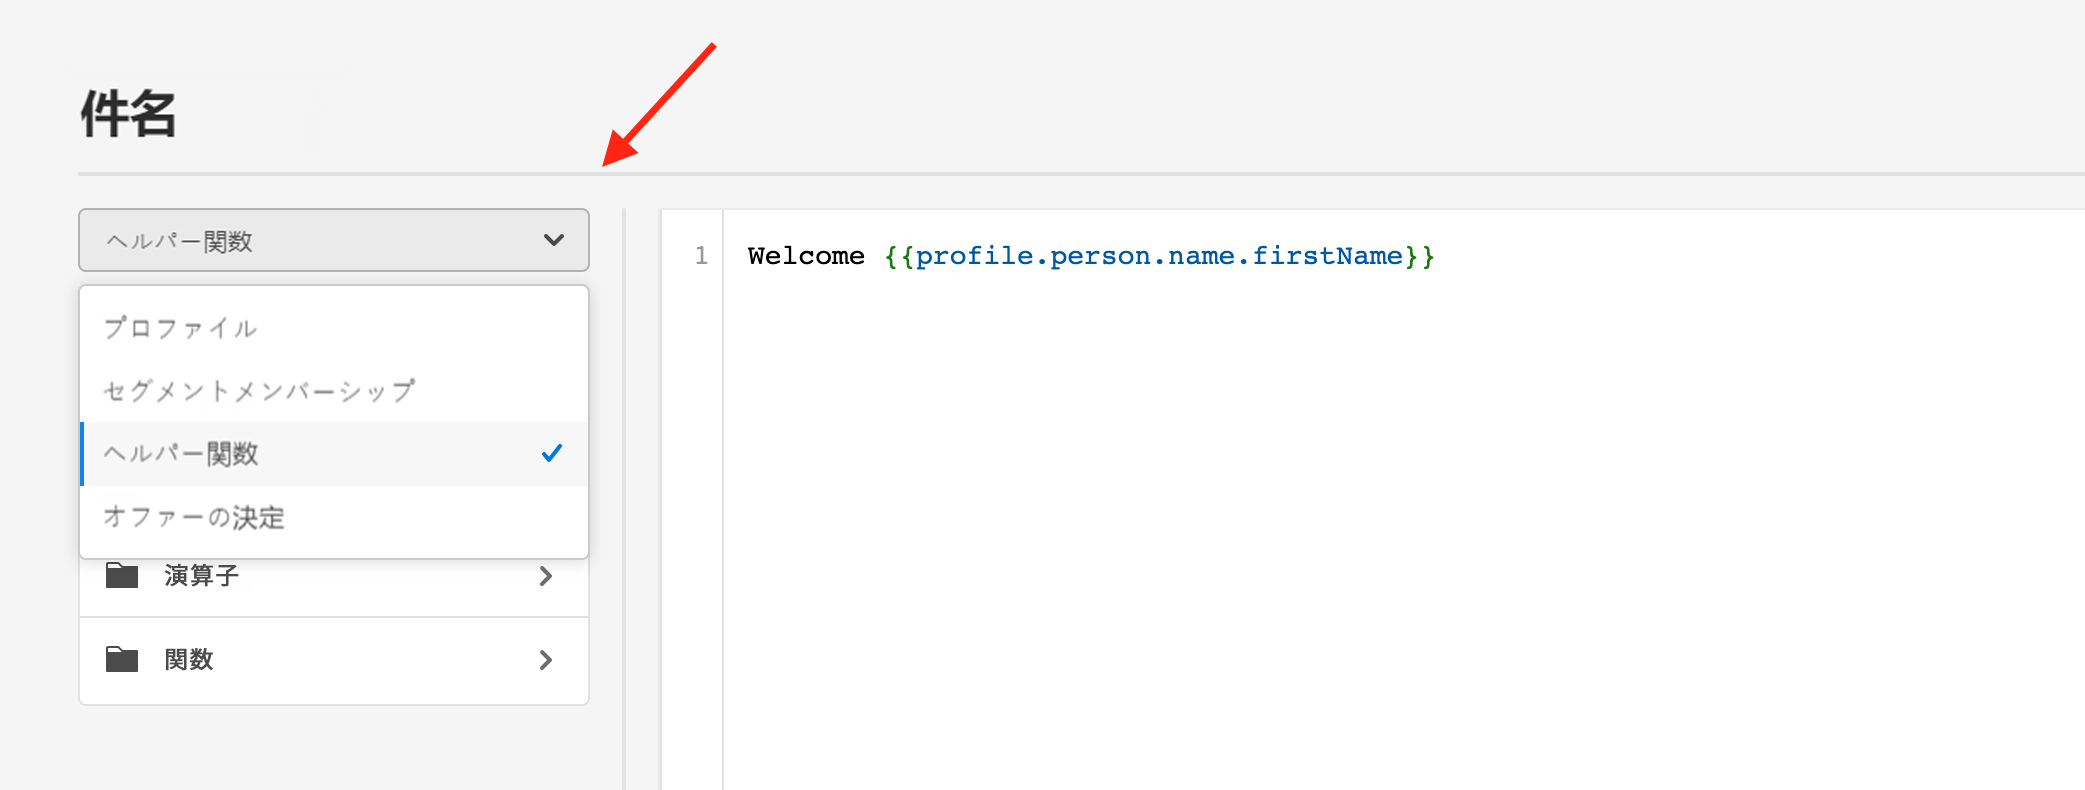 件名
ヘルパー関数
プロファイル
セグメントメンバーシップ
ヘルパー関数
オファーの決定
演算子
関数
1 Welcome {{profile.person.name.firstName}}